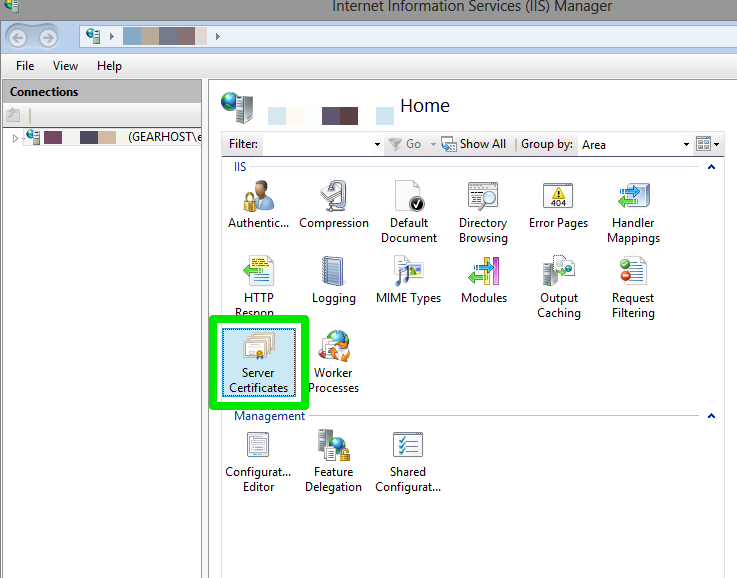 Internet Information Services (IIS) Manager
File View Help
Connections
(GEARHOST\e
Home
Filter: Go Show All Group by: Area
IIS
Authentic... Compression Default Document Directory Browsing Error Pages Handler Mappings
404
HTTP Respon... Logging MIME Types Modules Output Caching Request Filtering
Server Certificates Worker Processes
Management
Configurat... Editor Feature Delegation Shared Configurat...